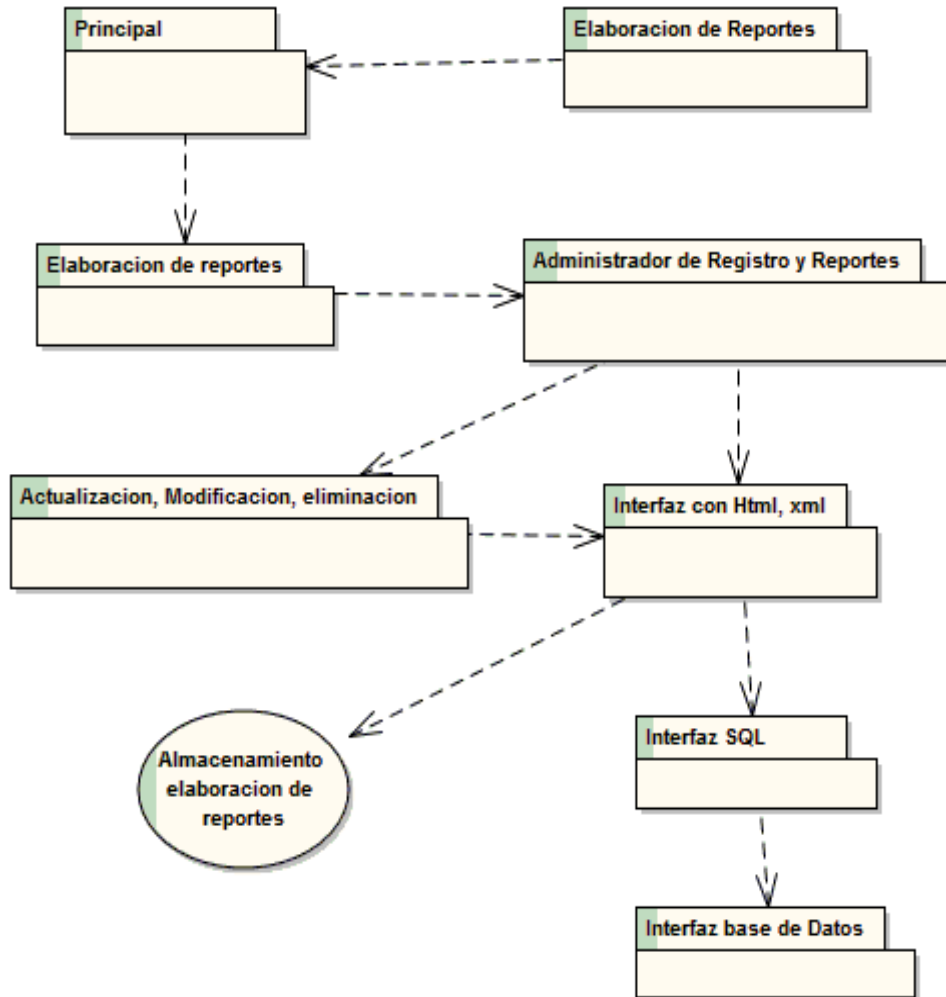 Principal
Elaboracion de Reportes
Elaboracion de reportes
Administrador de Registro y Reportes
Actualizacion, Modificacion, eliminacion
Interfaz con Html, xml
Almacenamiento
elaboracion de
reportes
Interfaz SQL
Interfaz base de Datos